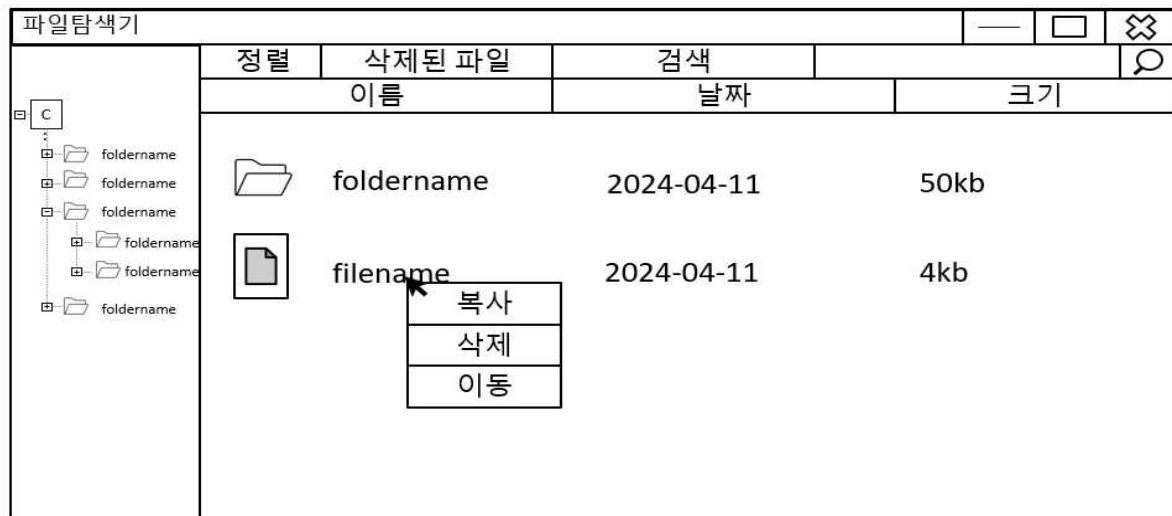 파일탐색기
정렬 삭제된 파일 검색
이름 날짜 크기
C
foldername
foldername
foldername
foldername
foldername
foldername
foldername 2024-04-11 50kb
filename 2024-04-11 4kb
복사
삭제
이동